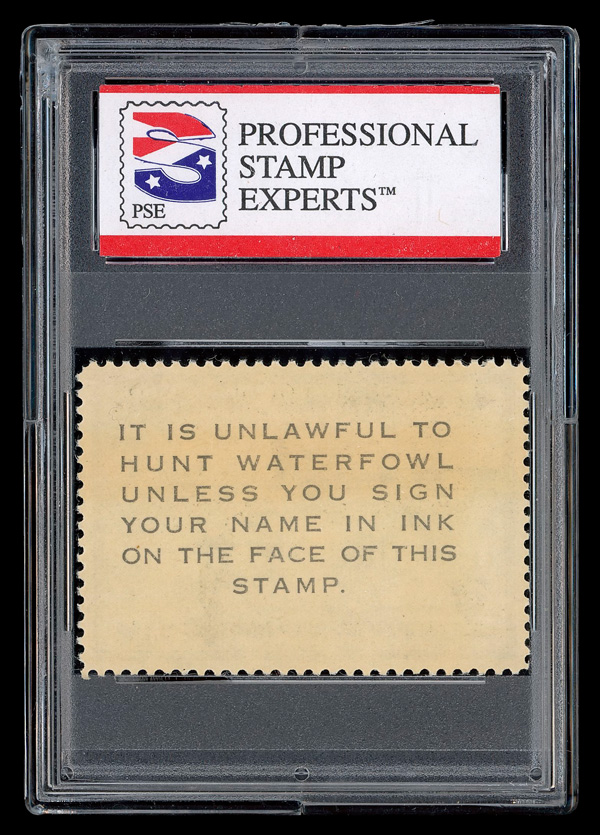 PSE
PROFESSIONAL
STAMP
EXPERTS™
IT IS UNLAWFUL TO
HUNT WATERFOWL
UNLESS YOU SIGN
YOUR NAME IN INK
ON THE FACE OF THIS
STAMP.